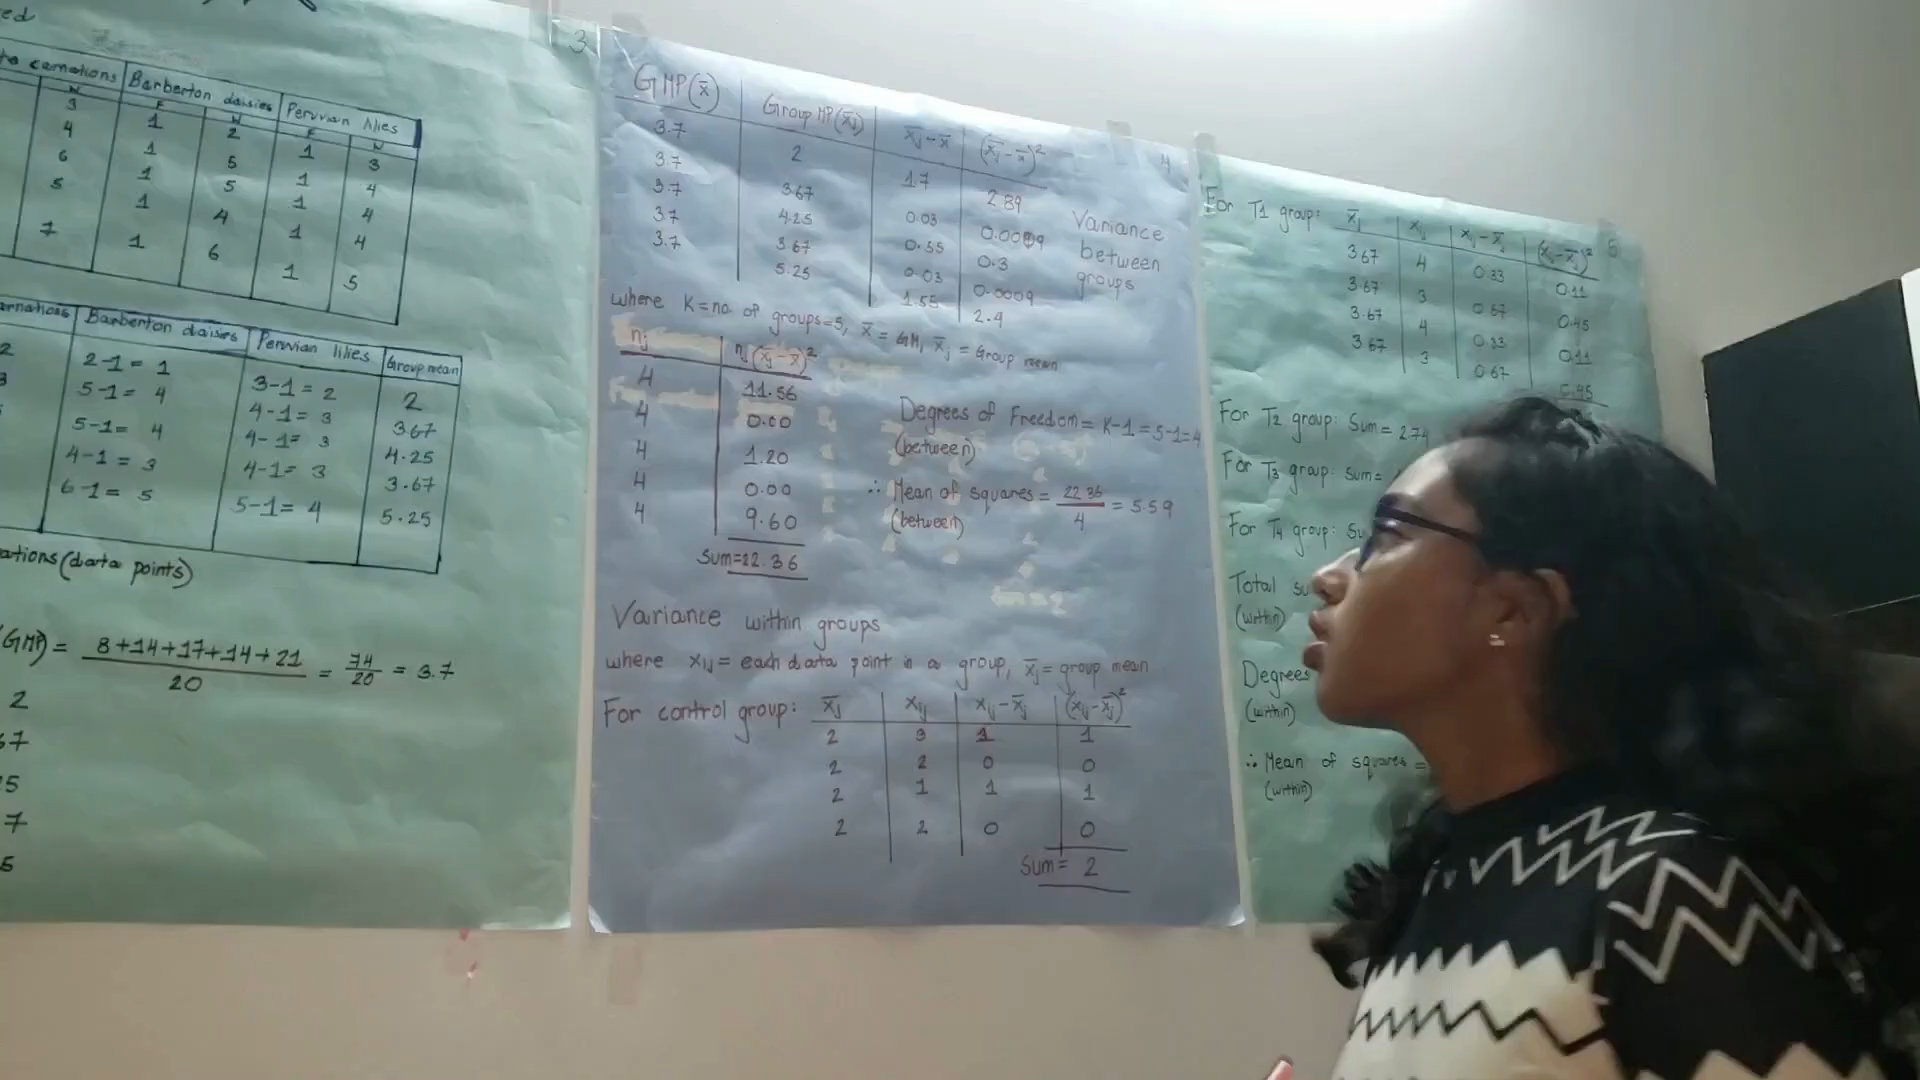 ed
3
to carnations | Barberton daisies | Peruvian lilies
W | F | W | F | W
3 | 1 | 2 | 1 | 3
4 | 1 | 5 | 1 | 4
6 | 1 | 5 | 1 | 4
5 | 1 | 4 | 1 | 4
7 | 1 | 6 | 1 | 5
arnations | Barberton daisies | Peruvian lilies | Group mean
2 | 2-1 = 1 | 3-1 = 2 | 2
3 | 5-1 = 4 | 4-1 = 3 | 3.67
5-1 = 4 | 4-1 = 3 | 4.25
4-1 = 3 | 4-1 = 3 | 3.67
6-1 = 5 | 5-1 = 4 | 5.25
ations (data points)
(GMP) = 8+14+17+14+21 / 20 = 74/20 = 3.7
2
67
5
7
5
4
GMP(x̄) | Group MP(x̄j) | x̄j - x̄ | (x̄j - x̄)²
3.7 | 2 | 1.7 | 2.89
3.7 | 3.67 | 0.03 | 0.0009
3.7 | 4.25 | 0.55 | 0.3
3.7 | 3.67 | 0.03 | 0.0009
3.7 | 5.25 | 1.55 | 2.4
Variance
between
groups
where K = no. of groups = 5, x̄ = GM, x̄j = Group mean
nj | nj(x̄j - x̄)²
4 | 11.56
4 | 0.00
4 | 1.20
4 | 0.00
4 | 9.60
Sum = 22.36
Degrees of Freedom = K-1 = 5-1 = 4
(between)
∴ Mean of squares = 22.36/4 = 5.59
(between)
Variance within groups
where xij = each data point in a group, x̄j = group mean
For control group: x̄j | xij | xij - x̄j | (xij - x̄j)²
2 | 3 | 1 | 1
2 | 2 | 0 | 0
2 | 1 | 1 | 1
2 | 2 | 0 | 0
Sum = 2
5
For T1 group: x̄j | xij | xij - x̄j | (xij - x̄j)²
3.67 | 4 | 0.33 | 0.11
3.67 | 3 | 0.67 | 0.45
3.67 | 4 | 0.33 | 0.11
3.67 | 3 | 0.67
For T2 group: Sum = 2.74
For T3 group: Sum =
For T4 group: Su
Total su
(within)
Degrees
(within)
∴ Mean of squares =
(within)